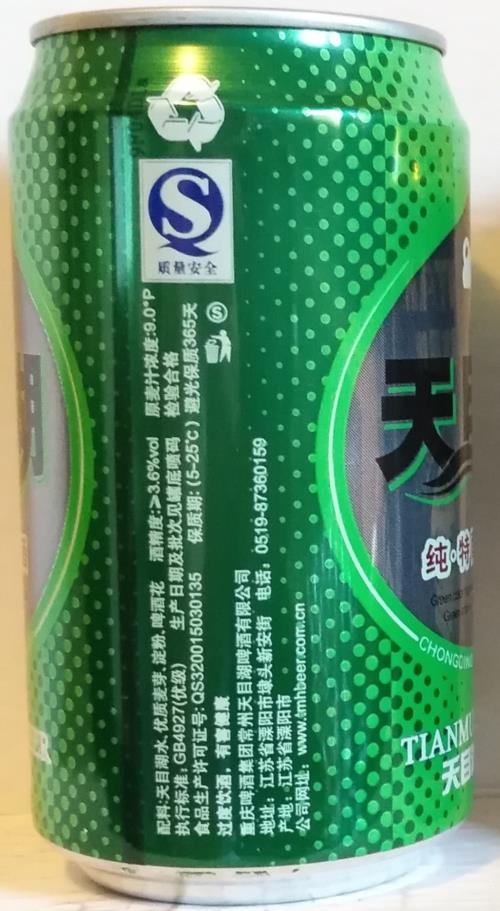 质量安全
配料:天目湖水, 优质麦芽, 淀粉, 啤酒花 酒精度:≥3.6%vol 原麦汁浓度:9.0°P
执行标准: GB4927(优级) 生产日期及批次见罐底喷码 检验合格
食品生产许可证号: QS320015030135 保质期: (5-25℃) 避光保质365天
过度饮酒, 有害健康
重庆啤酒集团常州天目湖啤酒有限公司
地址: 江苏省溧阳市埭头新安街 电话: 0519-87360159
产地: 江苏省溧阳市
公司网址: www.tmhbeer.com.cn
天
纯·特
CHONGQING
TIANM
天目